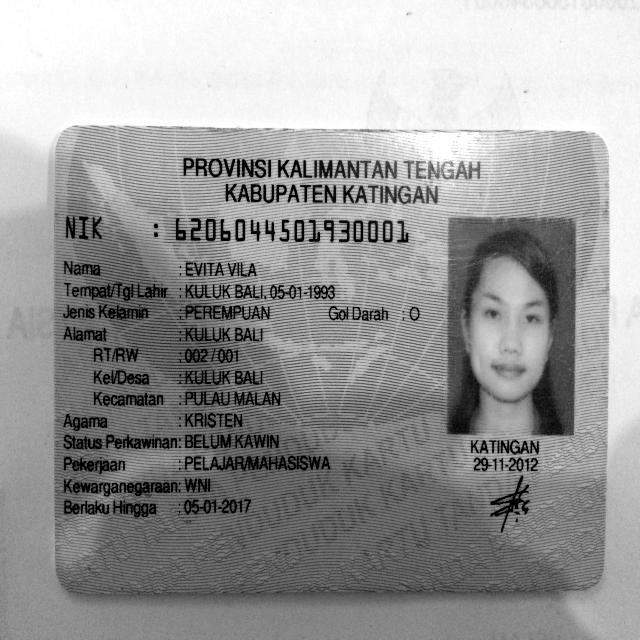 PROVINSI KALIMANTAN TENGAH
KABUPATEN KATINGAN
NIK : 6206044501930001
Nama : EVITA VILA
Tempat/Tgl Lahir : KULUK BALI, 05-01-1993
Jenis Kelamin : PEREMPUAN Gol Darah : O
Alamat : KULUK BALI
RT/RW : 002 / 001
Kel/Desa : KULUK BALI
Kecamatan : PULAU MALAN
Agama : KRISTEN
Status Perkawinan: BELUM KAWIN
Pekerjaan : PELAJAR/MAHASISWA
Kewarganegaraan: WNI
Berlaku Hingga : 05-01-2017
KATINGAN
29-11-2012